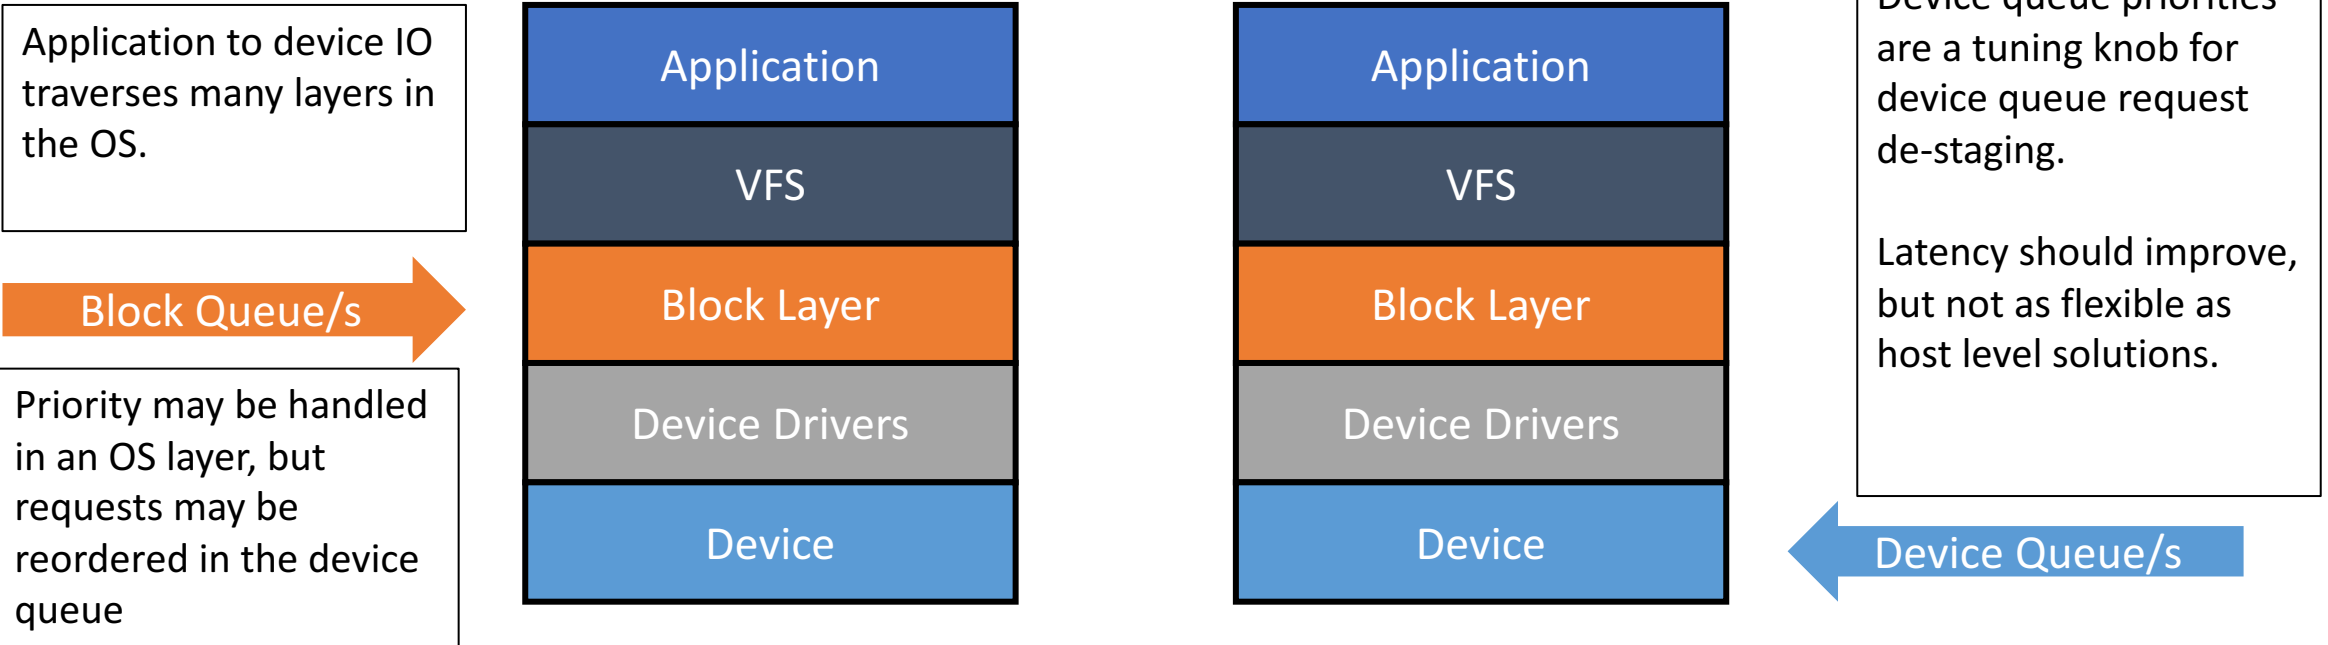 Application to device IO
traverses many layers in
the OS.
Block Queue/s
Priority may be handled
in an OS layer, but
requests may be
reordered in the device
queue
Application
VFS
Block Layer
Device Drivers
Device
Application
VFS
Block Layer
Device Drivers
Device
Device queue priorities
are a tuning knob for
device queue request
de-staging.
Latency should improve,
but not as flexible as
host level solutions.
Device Queue/s